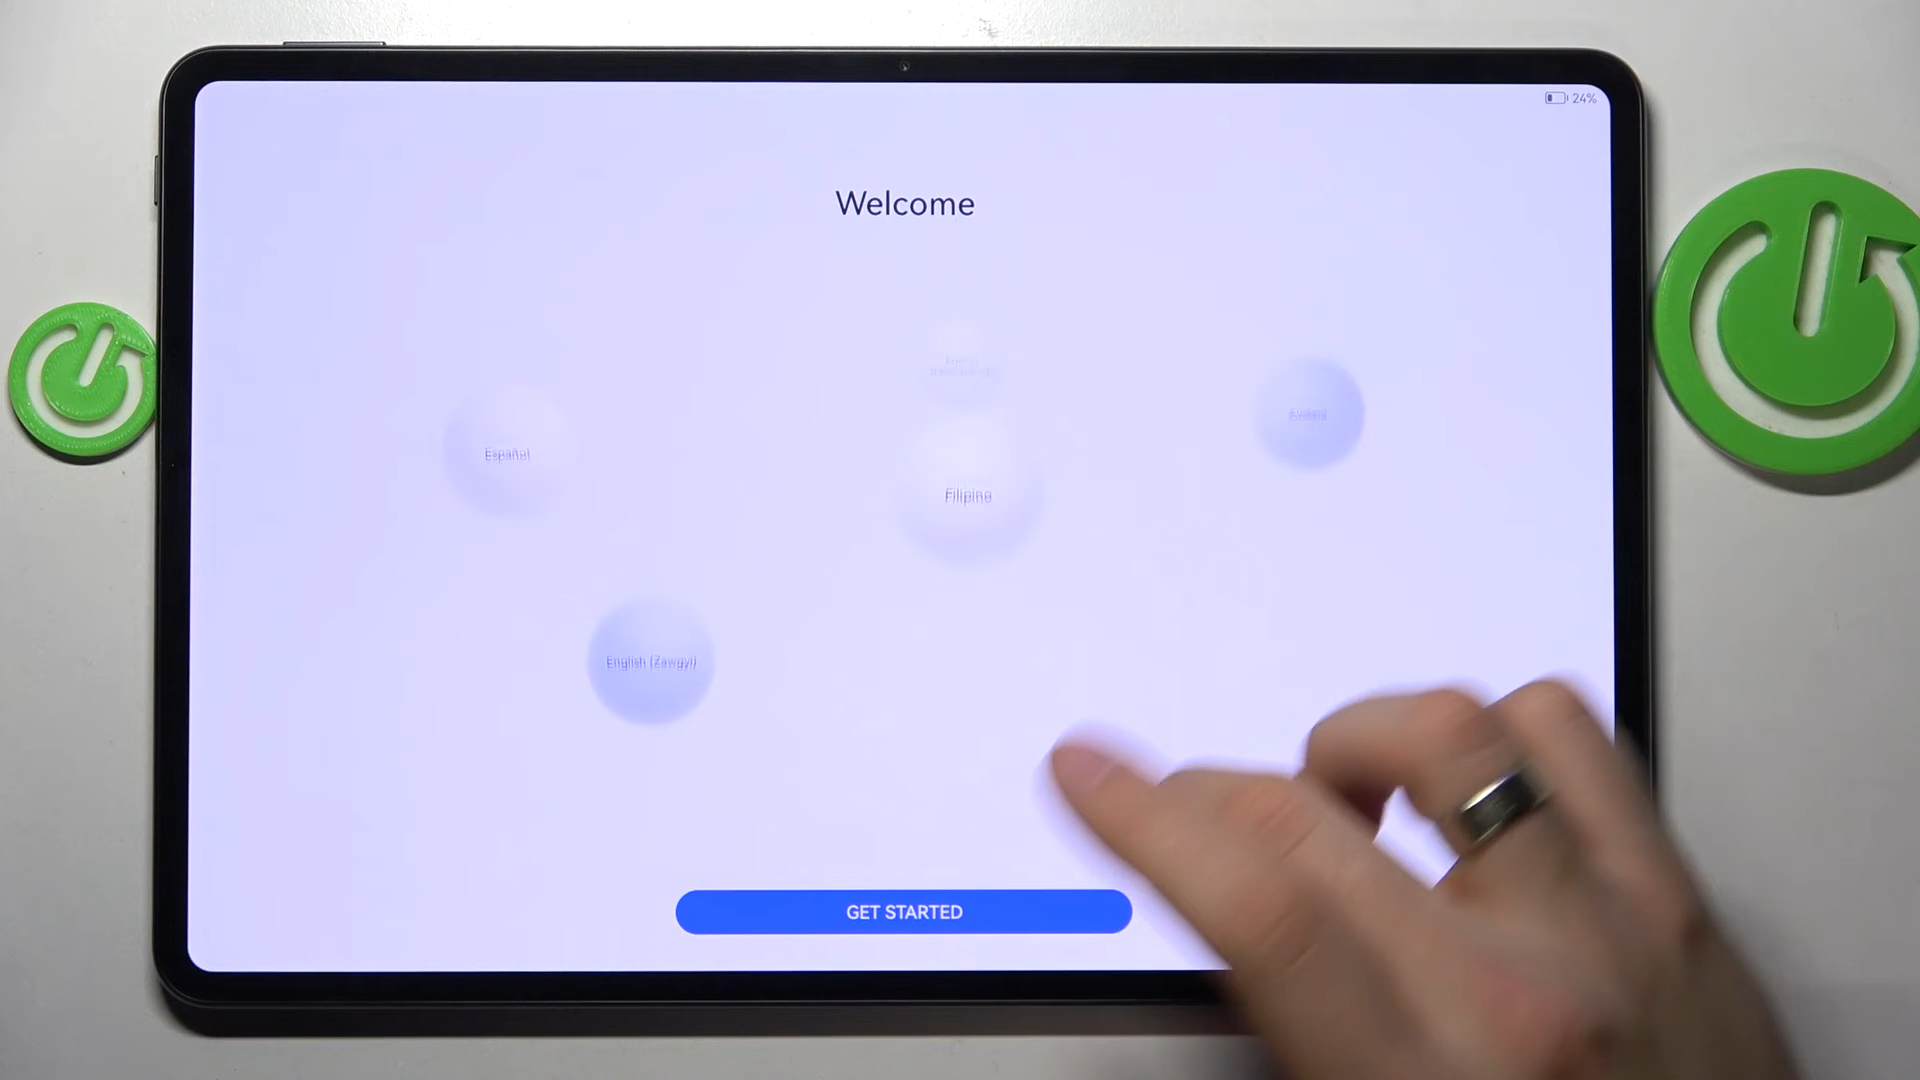 24%
Welcome
Español
Filipino
English (Zawgyi)
GET STARTED